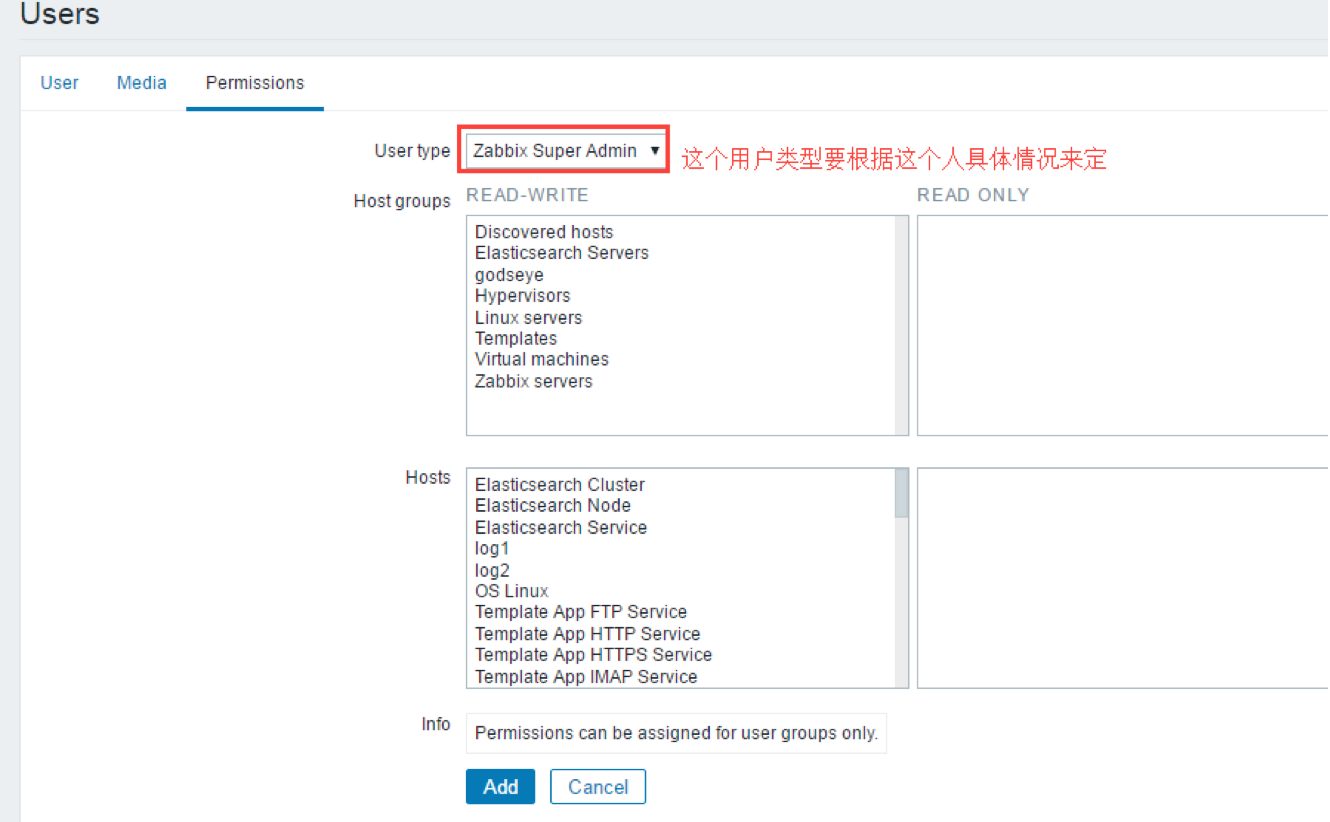 Users
User Media Permissions
User type Zabbix Super Admin ▼ 这个用户类型要根据这个人具体情况来定
Host groups READ-WRITE READ ONLY
Discovered hosts
Elasticsearch Servers
godseye
Hypervisors
Linux servers
Templates
Virtual machines
Zabbix servers
Hosts
Elasticsearch Cluster
Elasticsearch Node
Elasticsearch Service
log1
log2
OS Linux
Template App FTP Service
Template App HTTP Service
Template App HTTPS Service
Template App IMAP Service
Info Permissions can be assigned for user groups only.
Add Cancel